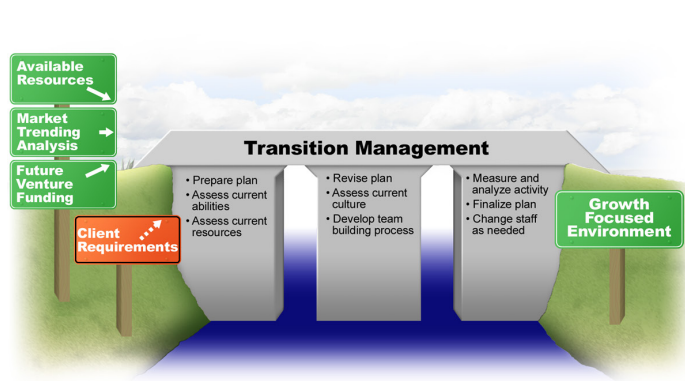 Available
Resources
Market
Trending
Analysis
Future
Venture
Funding
Client
Requirements
Transition Management
• Prepare plan
• Assess current
abilities
• Assess current
resources
• Revise plan
• Assess current
culture
• Develop team
building process
• Measure and
analyze activity
• Finalize plan
• Change staff
as needed
Growth
Focused
Environment